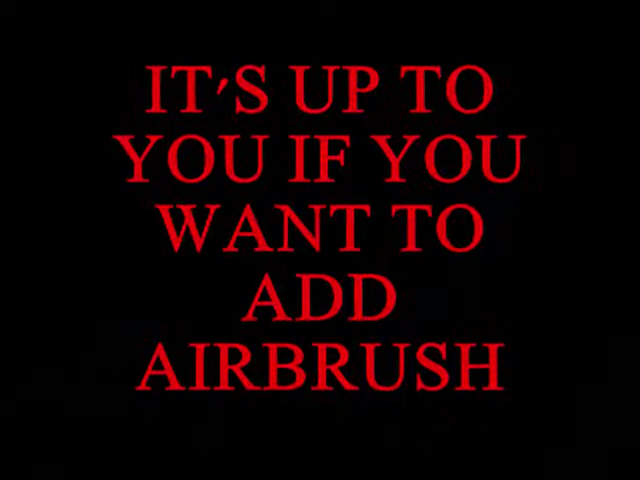 IT'S UP TO
YOU IF YOU
WANT TO
ADD
AIRBRUSH